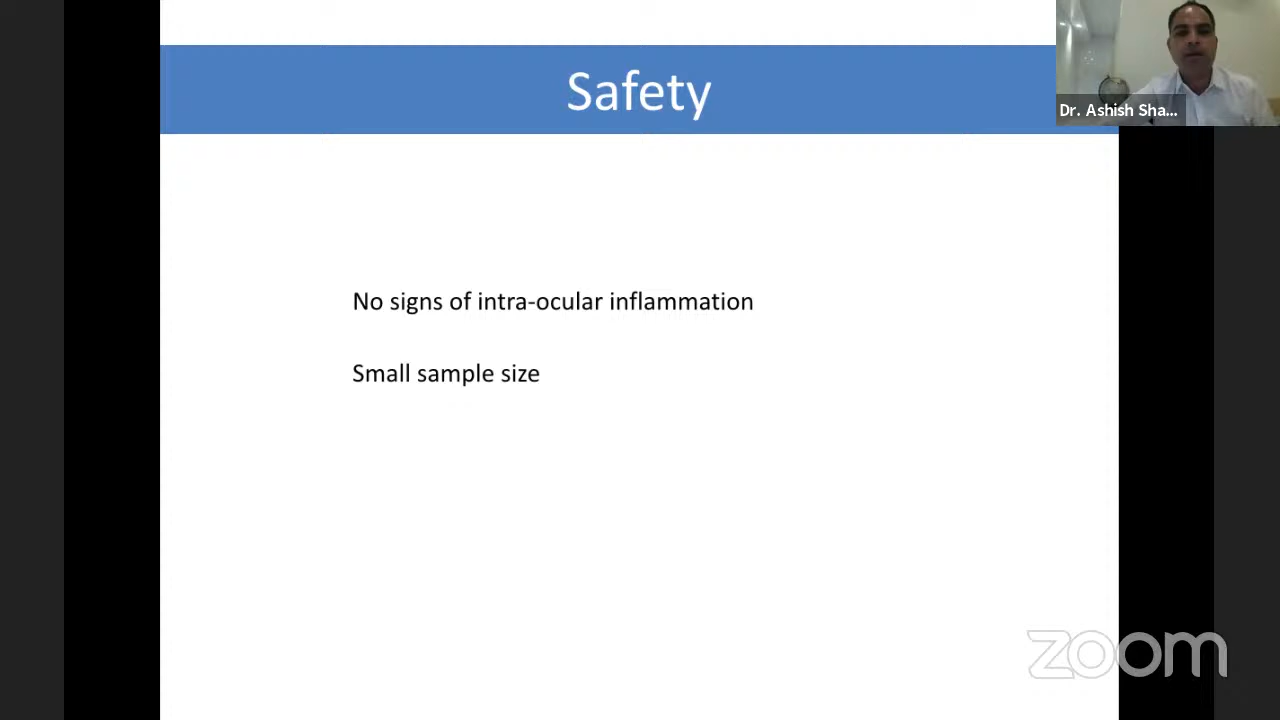 Safety
Dr. Ashish Sha...
No signs of intra-ocular inflammation
Small sample size
zoom